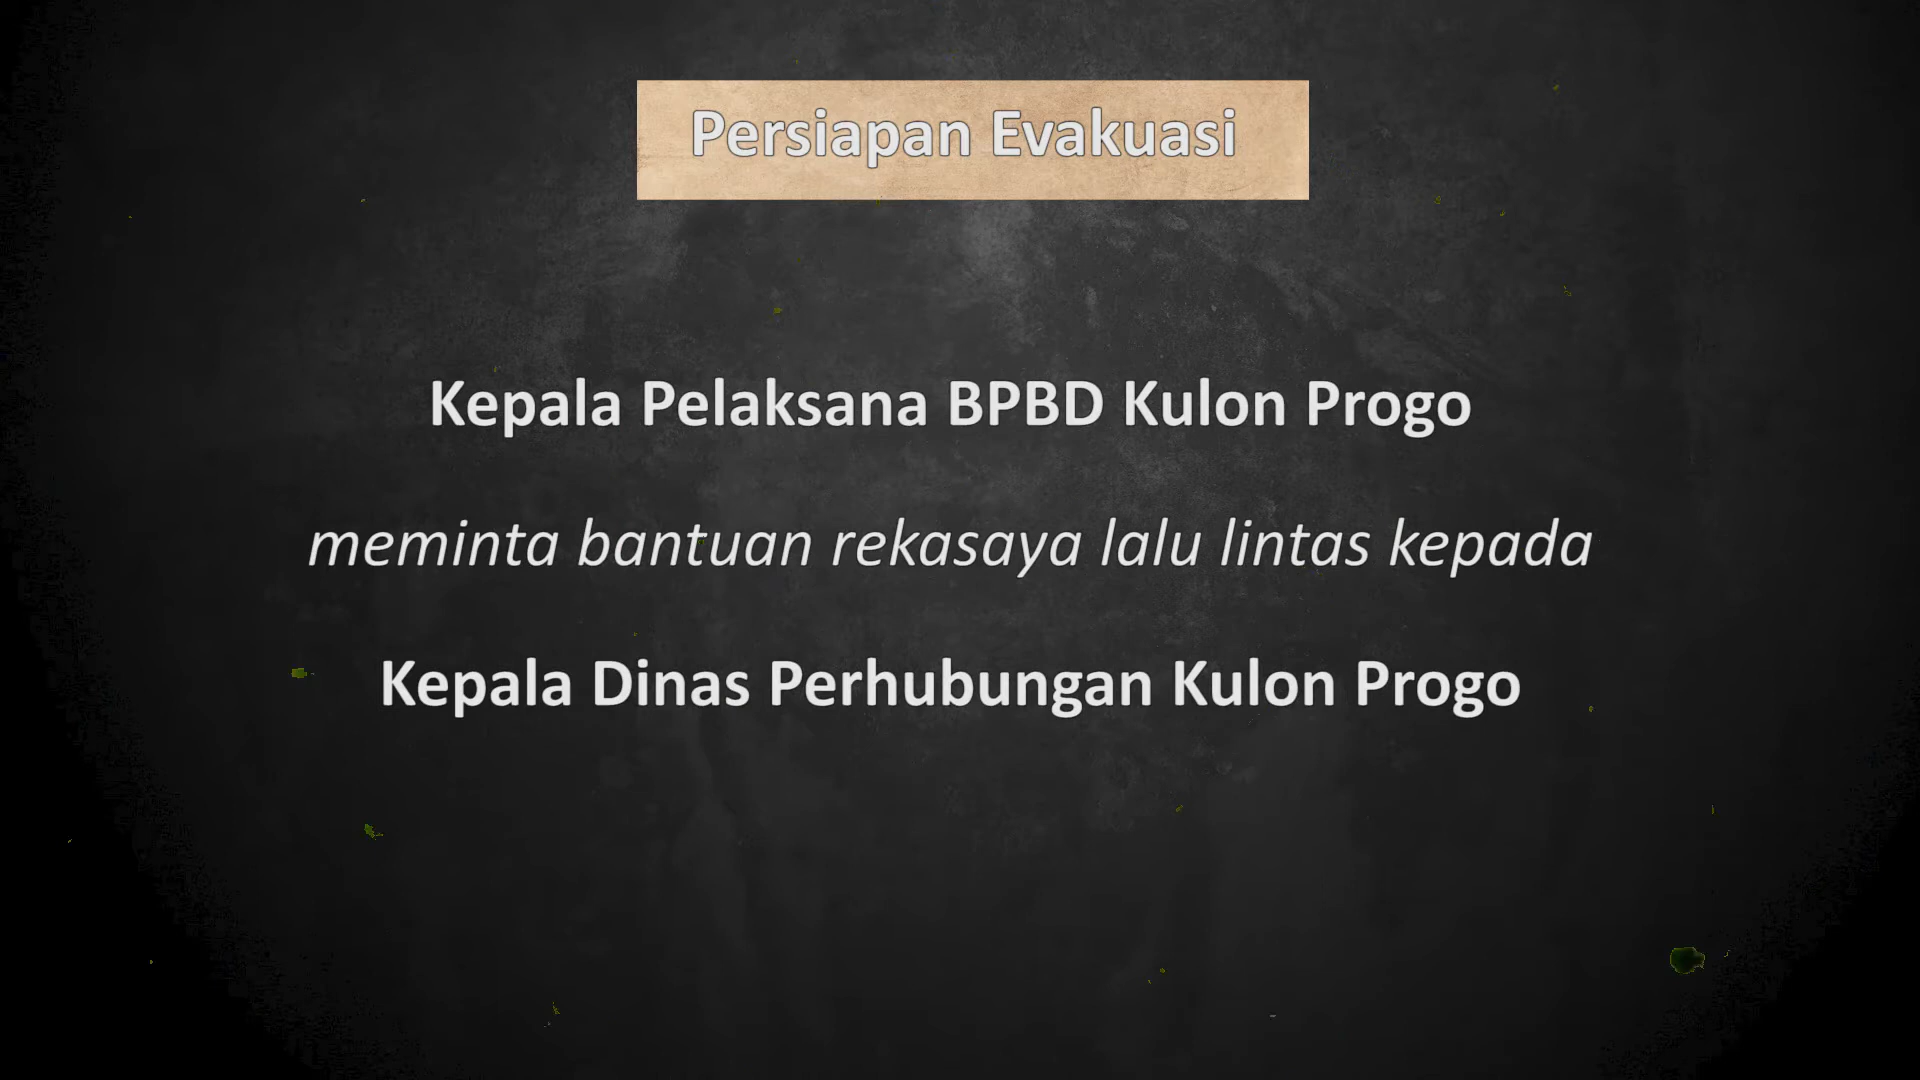 Persiapan Evakuasi
Kepala Pelaksana BPBD Kulon Progo
meminta bantuan rekasaya lalu lintas kepada
Kepala Dinas Perhubungan Kulon Progo